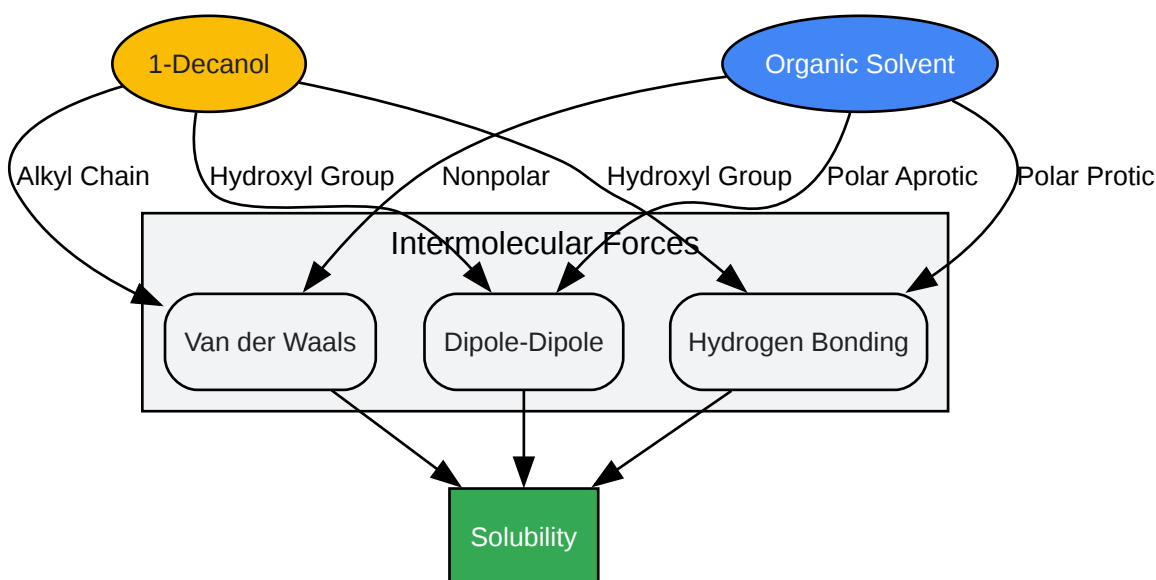 1-Decanol
Organic Solvent
Alkyl Chain
Hydroxyl Group
Nonpolar
Hydroxyl Group
Polar Aprotic
Polar Protic
Intermolecular Forces
Van der Waals
Dipole-Dipole
Hydrogen Bonding
Solubility